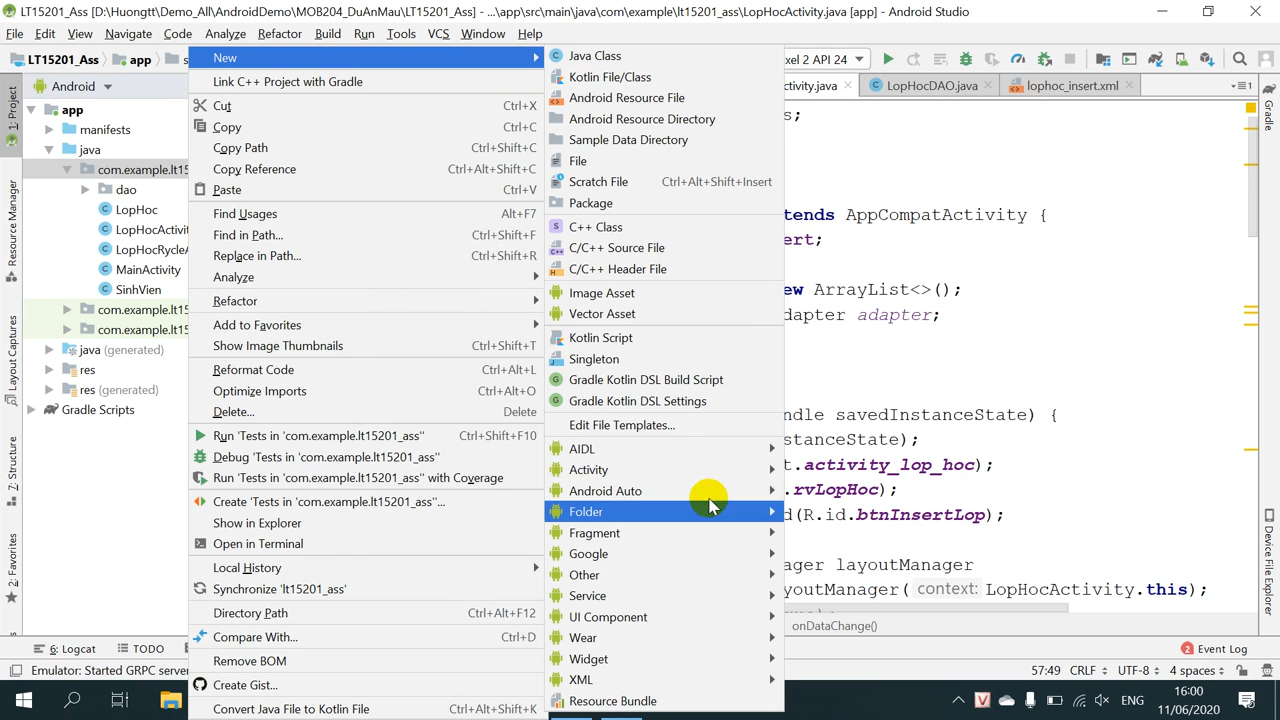 LT15201_Ass [D:\Huongtt\Demo_All\AndroidDemo\MOB204_DuAnMau\LT15201_Ass] - ...\app\src\main\java\com\example\lt15201_ass\LopHocActivity.java [app] - Android Studio
File Edit View Navigate Code Analyze Refactor Build Run Tools VCS Window Help
LT15201_Ass app s
xel 2 API 24
Android
ctivity.java LopHocDAO.java lophoc_insert.xml
1: Project
Resource Manager
Layout Captures
Z: Structure
2: Favorites
app
manifests
java
com.example.lt15
dao
LopHoc
LopHocActivi
LopHocRycleA
MainActivity
SinhVien
com.example.lt15
com.example.lt15
java (generated)
res
res (generated)
Gradle Scripts
New
Link C++ Project with Gradle
Cut Ctrl+X
Copy Ctrl+C
Copy Path Ctrl+Shift+C
Copy Reference Ctrl+Alt+Shift+C
Paste Ctrl+V
Find Usages Alt+F7
Find in Path... Ctrl+Shift+F
Replace in Path... Ctrl+Shift+R
Analyze
Refactor
Add to Favorites
Show Image Thumbnails Ctrl+Shift+T
Reformat Code Ctrl+Alt+L
Optimize Imports Ctrl+Alt+O
Delete... Delete
Run 'Tests in 'com.example.lt15201_ass'' Ctrl+Shift+F10
Debug 'Tests in 'com.example.lt15201_ass''
Run 'Tests in 'com.example.lt15201_ass'' with Coverage
Create 'Tests in 'com.example.lt15201_ass''...
Show in Explorer
Open in Terminal
Local History
Synchronize 'lt15201_ass'
Directory Path Ctrl+Alt+F12
Compare With... Ctrl+D
Remove BOM
Create Gist...
Convert Java File to Kotlin File Ctrl+Alt+Shift+K
Java Class
Kotlin File/Class
Android Resource File
Android Resource Directory
Sample Data Directory
File
Scratch File Ctrl+Alt+Shift+Insert
Package
C++ Class
C/C++ Source File
C/C++ Header File
Image Asset
Vector Asset
Kotlin Script
Singleton
Gradle Kotlin DSL Build Script
Gradle Kotlin DSL Settings
Edit File Templates...
AIDL
Activity
Android Auto
Folder
Fragment
Google
Other
Service
UI Component
Wear
Widget
XML
Resource Bundle
s;
tends AppCompatActivity {
ert;
ew ArrayList<>();
dapter adapter;
ndle savedInstanceState) {
stanceState);
t.activity_lop_hoc);
.rvLopHoc);
d(R.id.btnInsertLop);
ager layoutManager
youtManager( context: LopHocActivity.this);
onDataChange()
Gradle
Device File Explorer
6: Logcat TODO
Event Log
Emulator: Started GRPC server
57:49 CRLF UTF-8 4 spaces
ENG
16:00
11/06/2020